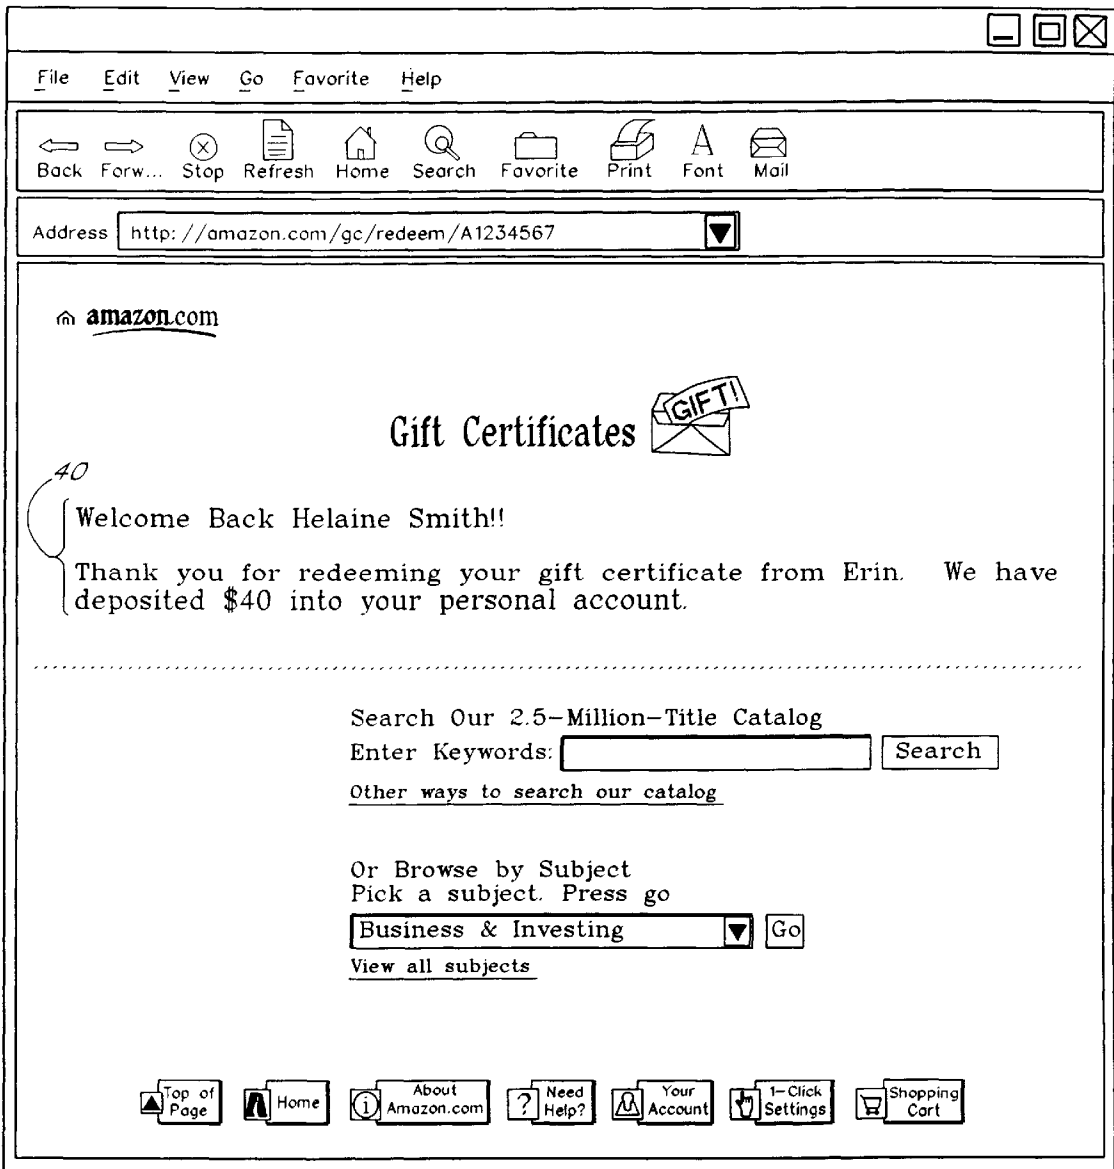 File Edit View Go Favorite Help
Back Forw... Stop Refresh Home Search Favorite Print Font Mail
Address http://amazon.com/gc/redeem/A1234567
amazon.com
GIFT!
Gift Certificates
40
Welcome Back Helaine Smith!!
Thank you for redeeming your gift certificate from Erin. We have
deposited $40 into your personal account.
Search Our 2.5-Million-Title Catalog
Enter Keywords: Search
Other ways to search our catalog
Or Browse by Subject
Pick a subject. Press go
Business & Investing Go
View all subjects
Top of Page Home About Amazon.com Need Help? Your Account 1-Click Settings Shopping Cart